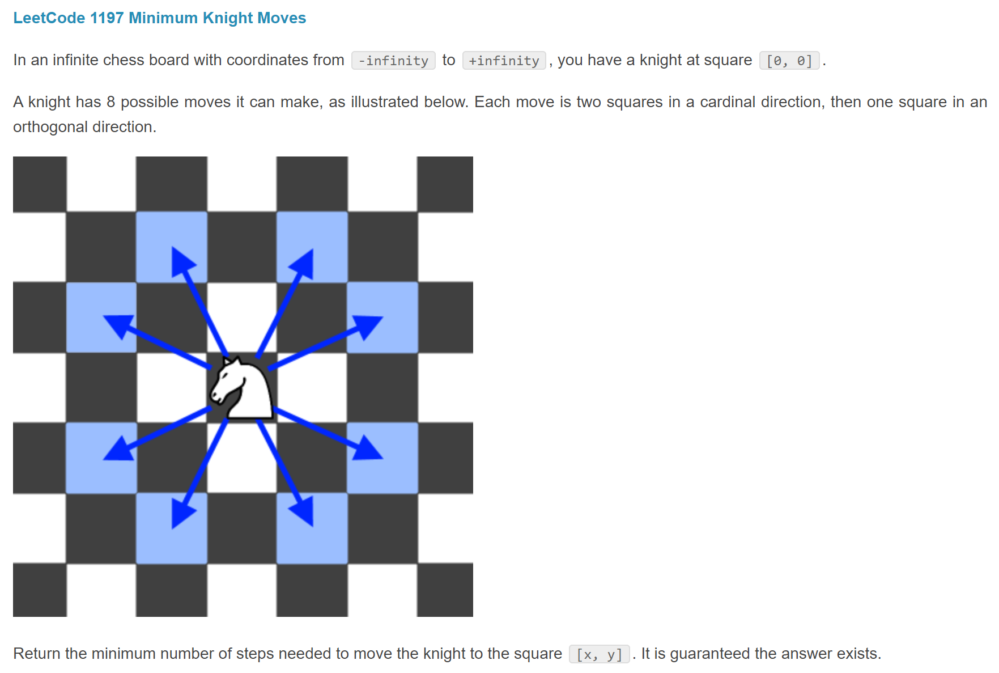 LeetCode 1197 Minimum Knight Moves
In an infinite chess board with coordinates from -infinity to +infinity, you have a knight at square [0, 0].
A knight has 8 possible moves it can make, as illustrated below. Each move is two squares in a cardinal direction, then one square in an
orthogonal direction.
Return the minimum number of steps needed to move the knight to the square [x, y]. It is guaranteed the answer exists.